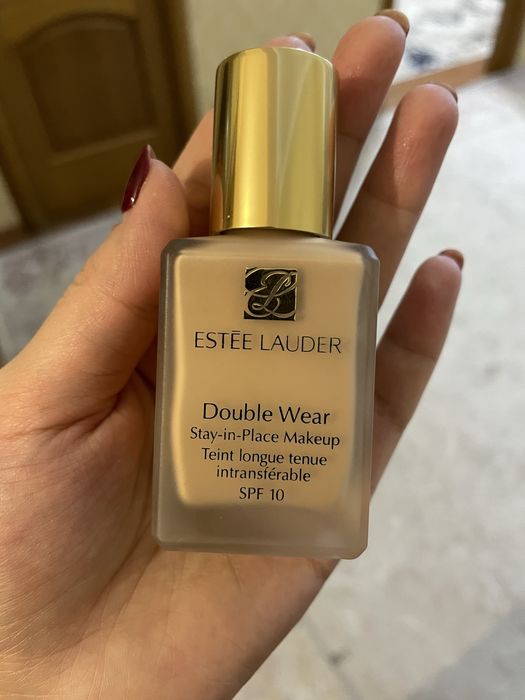 ESTĒE LAUDER
Double Wear
Stay-in-Place Makeup
Teint longue tenue
intransférable
SPF 10